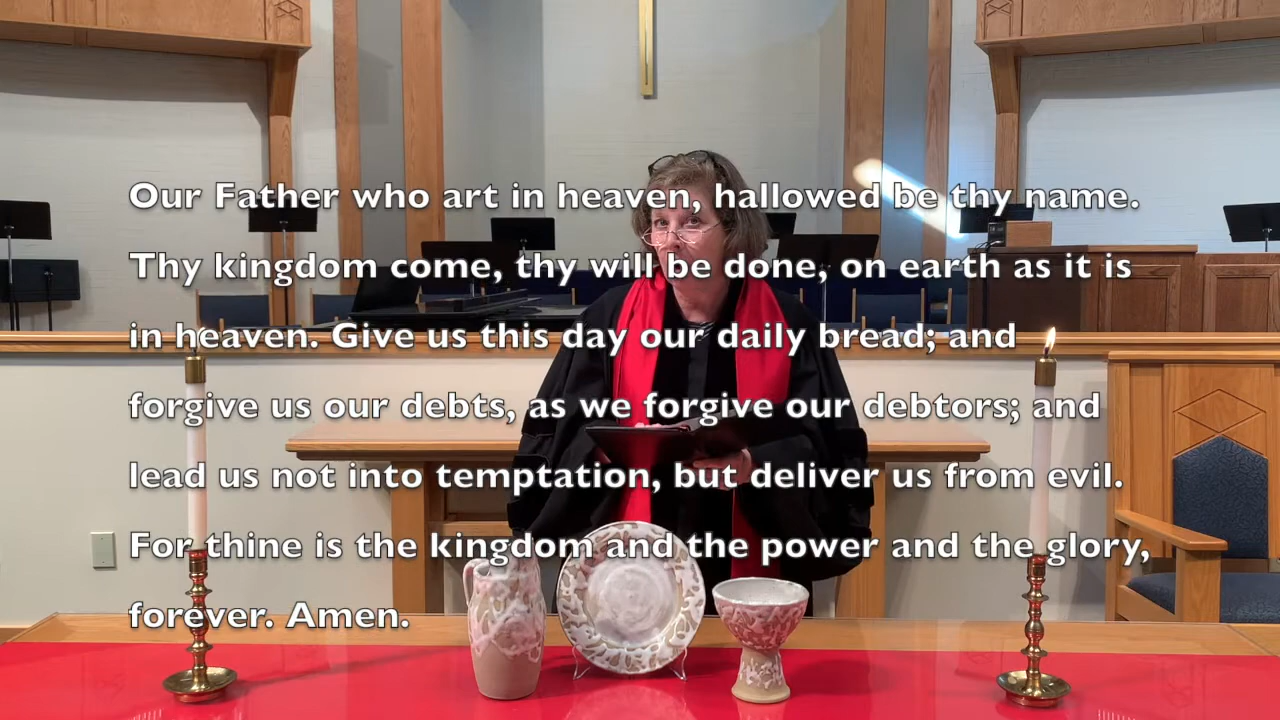 Our Father who art in heaven, hallowed be thy name.
Thy kingdom come, thy will be done, on earth as it is
in heaven. Give us this day our daily bread; and
forgive us our debts, as we forgive our debtors; and
lead us not into temptation, but deliver us from evil.
For thine is the kingdom and the power and the glory,
forever. Amen.